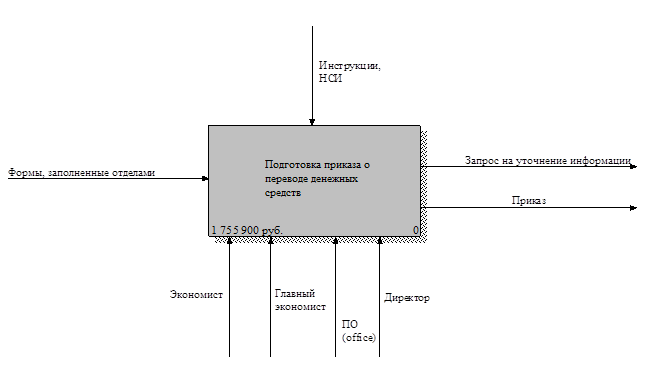 Инструкции,
НСИ
Формы, заполненные отделами
Подготовка приказа о
переводе денежных
средств
1 755 900 руб.
0
Запрос на уточнение информации
Приказ
Экономист
Главный
экономист
ПО
(office)
Директор